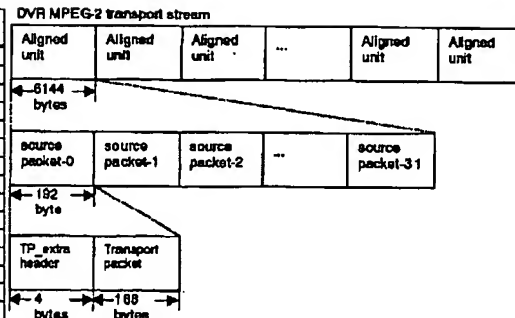 DVR MPEG-2 transport stream
Aligned unit
Aligned unit
Aligned unit
...
Aligned unit
Aligned unit
6144 bytes
source packet-0
source packet-1
source packet-2
...
source packet-31
192 byte
TP_extra header
Transport packet
4 bytes
188 bytes